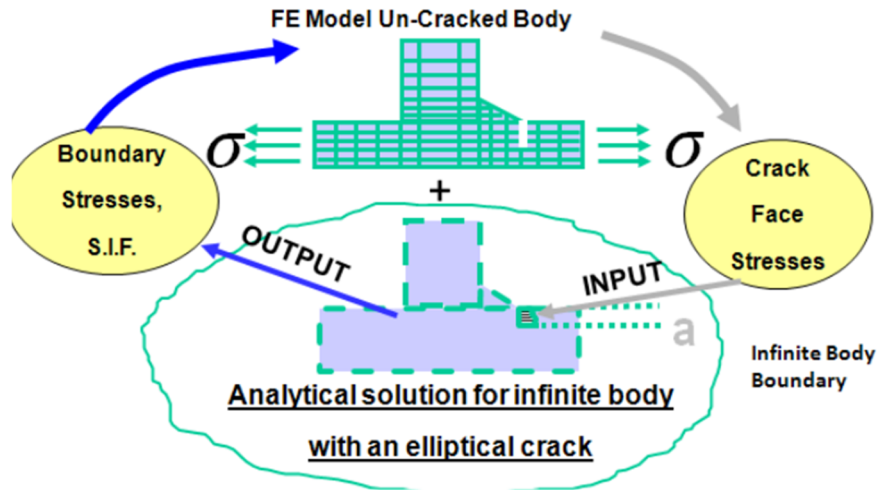 FE Model Un-Cracked Body
σ
σ
Boundary
Stresses,
S.I.F.
Crack
Face
Stresses
+
OUTPUT
INPUT
a
Infinite Body
Boundary
Analytical solution for infinite body
with an elliptical crack